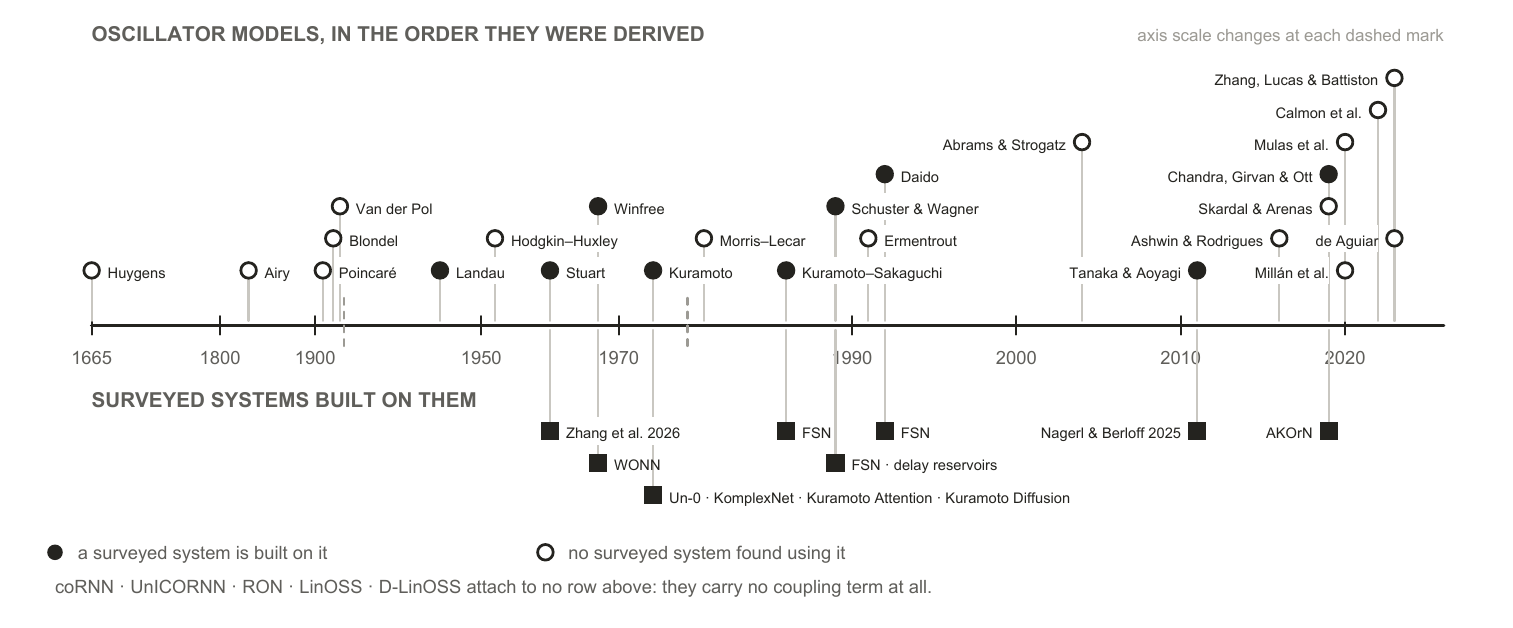 OSCILLATOR MODELS, IN THE ORDER THEY WERE DERIVED
axis scale changes at each dashed mark
Zhang, Lucas & Battiston
Calmon et al.
Abrams & Strogatz
Mulas et al.
Daido
Chandra, Girvan & Ott
Van der Pol
Winfree
Schuster & Wagner
Skardal & Arenas
Blondel
Hodgkin–Huxley
Morris–Lecar
Ermentrout
Ashwin & Rodrigues
de Aguiar
Huygens
Airy
Poincaré
Landau
Stuart
Kuramoto
Kuramoto–Sakaguchi
Tanaka & Aoyagi
Millán et al.
1665
1800
1900
1950
1970
1990
2000
2010
2020
SURVEYED SYSTEMS BUILT ON THEM
Zhang et al. 2026
FSN
FSN
Nagerl & Berloff 2025
AKOrN
WONN
FSN · delay reservoirs
Un-0 · KomplexNet · Kuramoto Attention · Kuramoto Diffusion
a surveyed system is built on it
no surveyed system found using it
coRNN · UnICORNN · RON · LinOSS · D-LinOSS attach to no row above: they carry no coupling term at all.